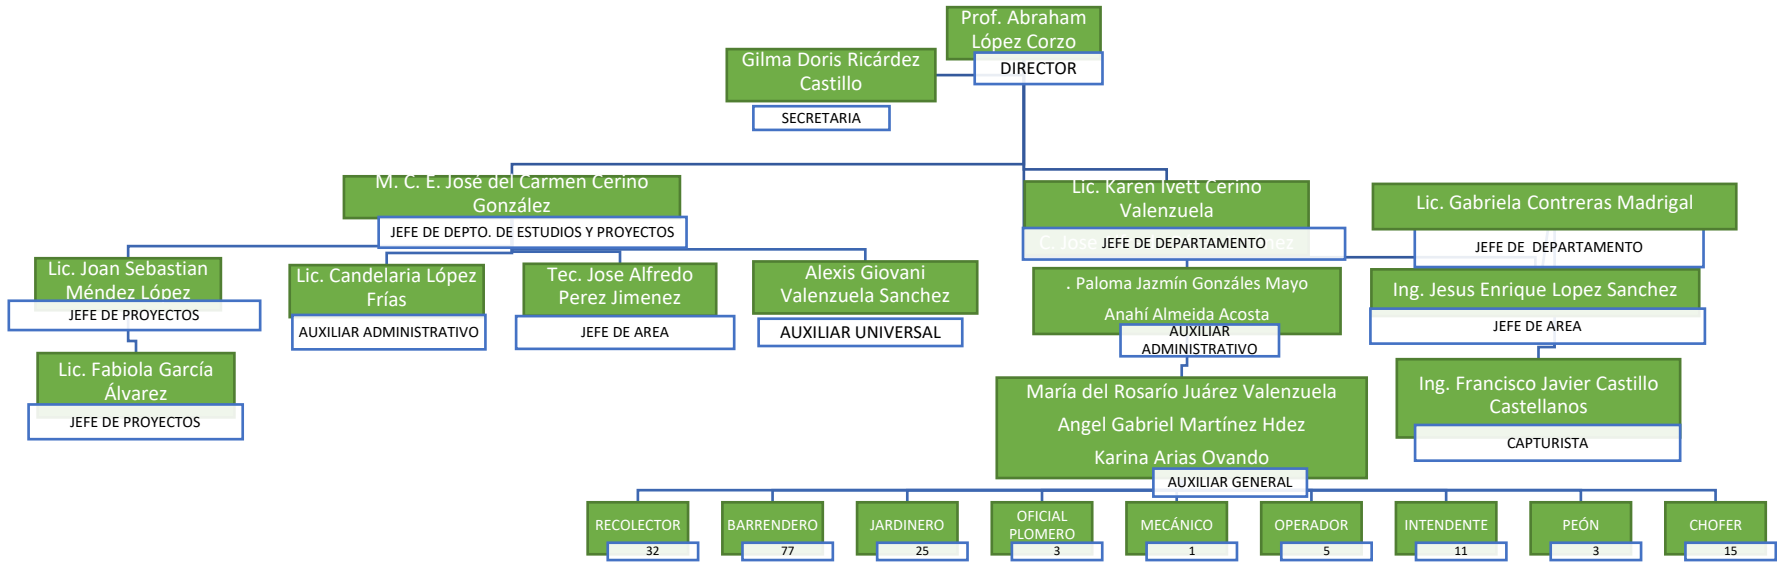 Prof. Abraham
López Corzo
DIRECTOR
Gilma Doris Ricárdez
Castillo
SECRETARIA
M. C. E. José del Carmen Cerino
González
JEFE DE DEPTO. DE ESTUDIOS Y PROYECTOS
Lic. Karen Ivett Cerino
Valenzuela
JEFE DE DEPARTAMENTO
Lic. Gabriela Contreras Madrigal
JEFE DE DEPARTAMENTO
Lic. Joan Sebastian
Méndez López
JEFE DE PROYECTOS
Lic. Candelaria López
Frías
AUXILIAR ADMINISTRATIVO
Tec. Jose Alfredo
Perez Jimenez
JEFE DE AREA
Alexis Giovani
Valenzuela Sanchez
AUXILIAR UNIVERSAL
. Paloma Jazmín Gonzáles Mayo
Anahí Almeida Acosta
AUXILIAR
ADMINISTRATIVO
Ing. Jesus Enrique Lopez Sanchez
JEFE DE AREA
Lic. Fabiola García
Álvarez
JEFE DE PROYECTOS
María del Rosarío Juárez Valenzuela
Angel Gabriel Martínez Hdez
Karina Arias Ovando
AUXILIAR GENERAL
Ing. Francisco Javier Castillo
Castellanos
CAPTURISTA
RECOLECTOR
32
BARRENDERO
77
JARDINERO
25
OFICIAL
PLOMERO
3
MECÁNICO
1
OPERADOR
5
INTENDENTE
11
PEÓN
3
CHOFER
15